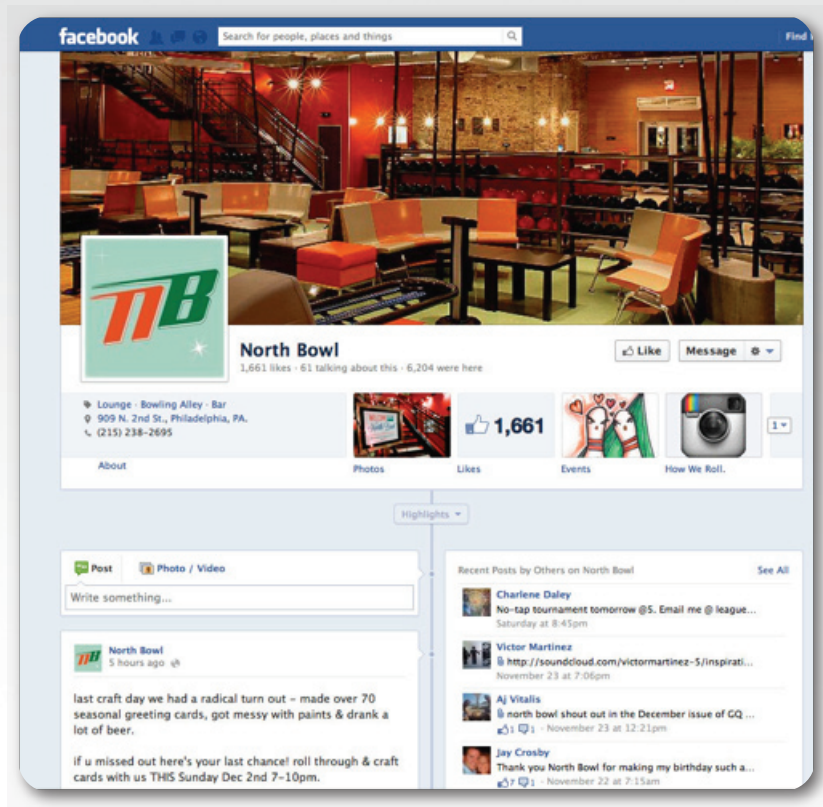 facebook
Search for people, places and things
Find
nB
North Bowl
1,661 likes · 61 talking about this · 6,204 were here
Like
Message
Lounge · Bowling Alley · Bar
909 N. 2nd St., Philadelphia, PA.
(215) 238-2695
About
Photos
1,661
Likes
Events
How We Roll.
1
Highlights
Post
Photo / Video
Write something...
North Bowl
5 hours ago
last craft day we had a radical turn out – made over 70
seasonal greeting cards, got messy with paints & drank a
lot of beer.
if u missed out here's your last chance! roll through & craft
cards with us THIS Sunday Dec 2nd 7-10pm.
Recent Posts by Others on North Bowl
See All
Charlene Daley
No-tap tournament tomorrow @5. Email me @ league...
Saturday at 8:45pm
Victor Martinez
http://soundcloud.com/victormartinez-5/inspirati...
November 23 at 7:06pm
Aj Vitalis
north bowl shout out in the December issue of GQ ...
1 1 · November 23 at 12:21pm
Jay Crosby
Thank you North Bowl for making my birthday such a...
7 1 · November 22 at 7:15am